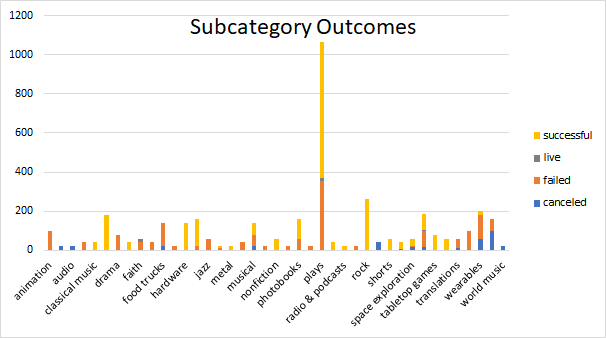 Subcategory Outcomes
1200
1000
800
600
400
200
0
successful
live
failed
canceled
animation
audio
classical music
drama
faith
food trucks
hardware
jazz
metal
musical
nonfiction
photobooks
plays
radio & podcasts
rock
shorts
space exploration
tabletop games
translations
wearables
world music